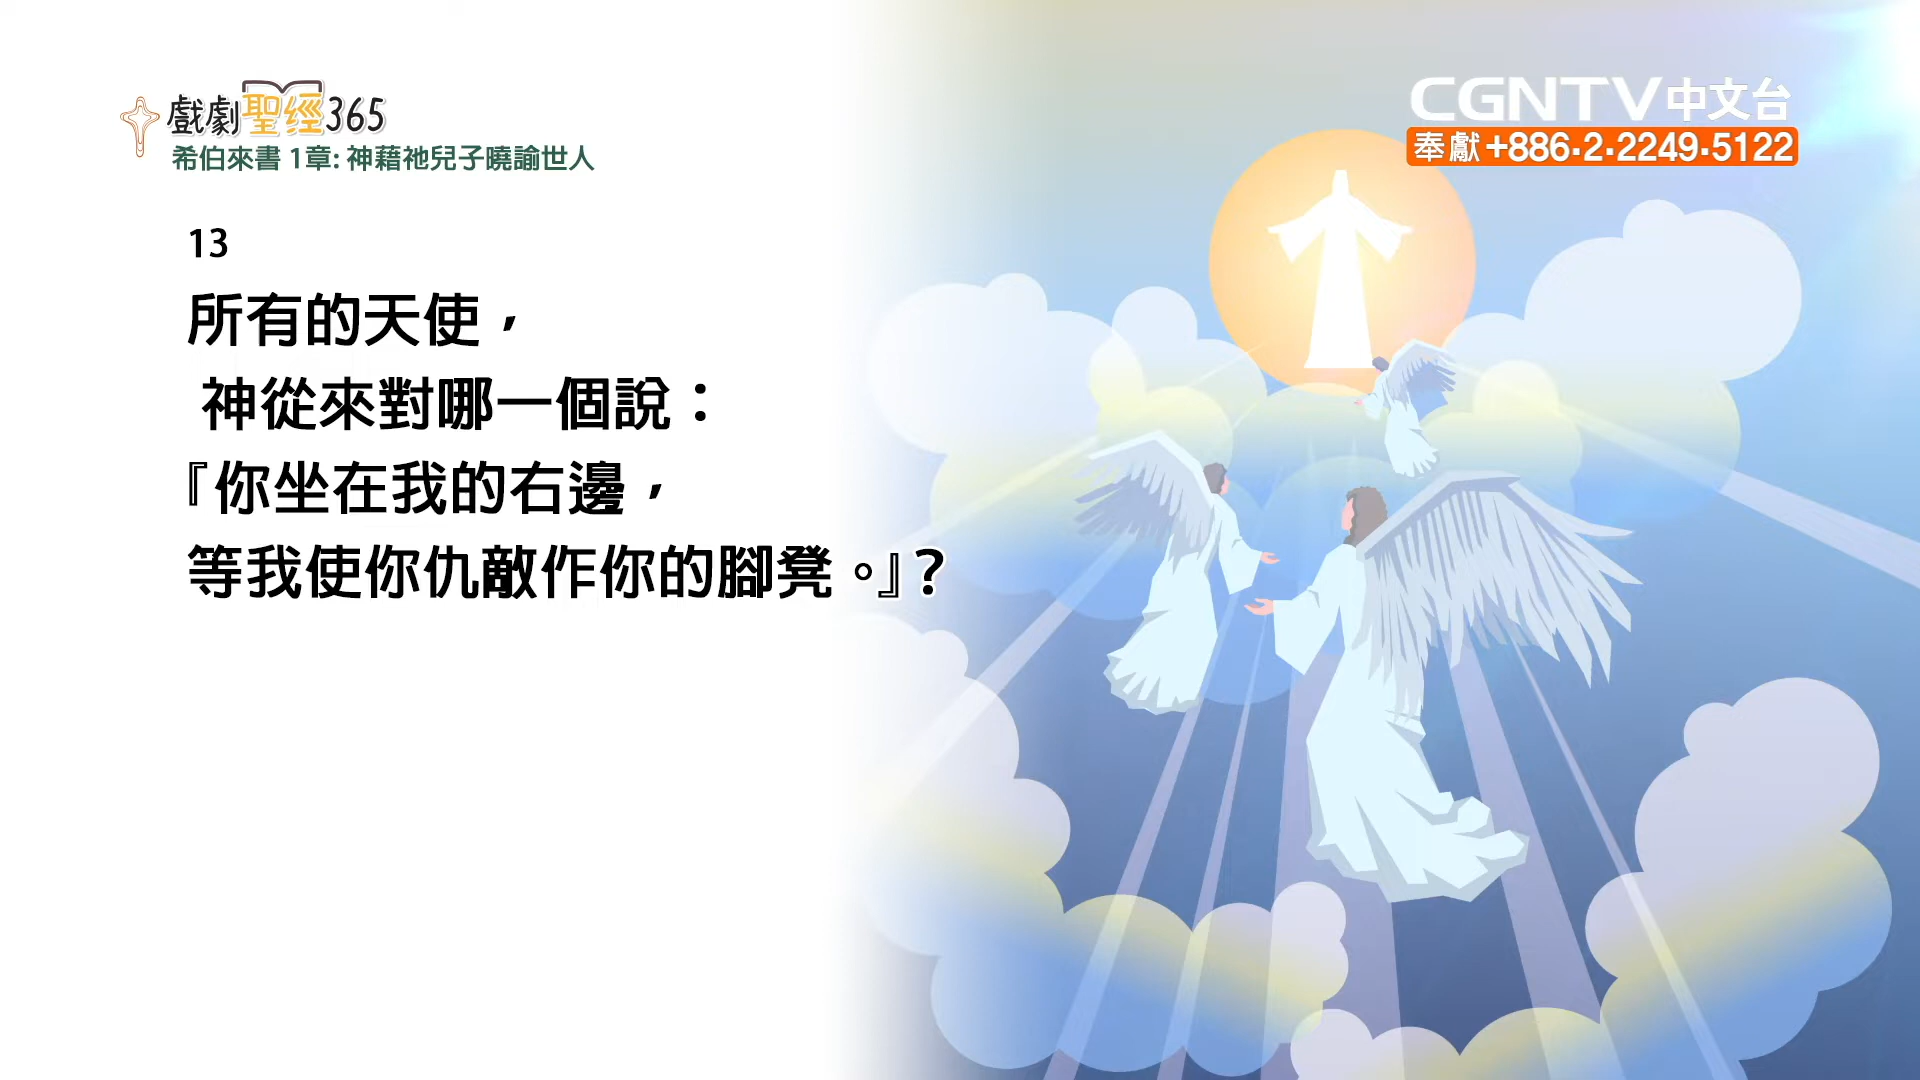 戲劇聖經365
希伯來書 1章: 神藉祂兒子曉諭世人
CGNTV中文台
奉獻 +886·2·2249·5122
13
所有的天使，
神從來對哪一個說：
『你坐在我的右邊，
等我使你仇敵作你的腳凳。』？